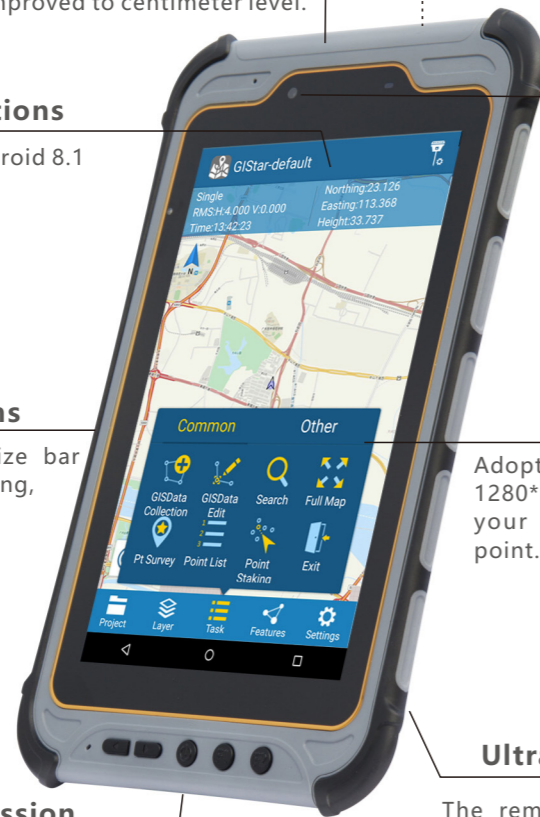 mproved to centimeter level.
tions
roid 8.1
GIStar-default
Single
RMS:H:4.000 V:0.000
Time:13:42:23
Northing:23.126
Easting:113.368
Height:33.737
N
ns
ize bar
ng,
Common Other
GISData Collection
GISData Edit
Search
Full Map
Pt Survey
1
2
3
Point List
Point Staking
Exit
Project Layer Task Features Settings
Adopt
1280*
your
point.
Ultra
The rem
ssion